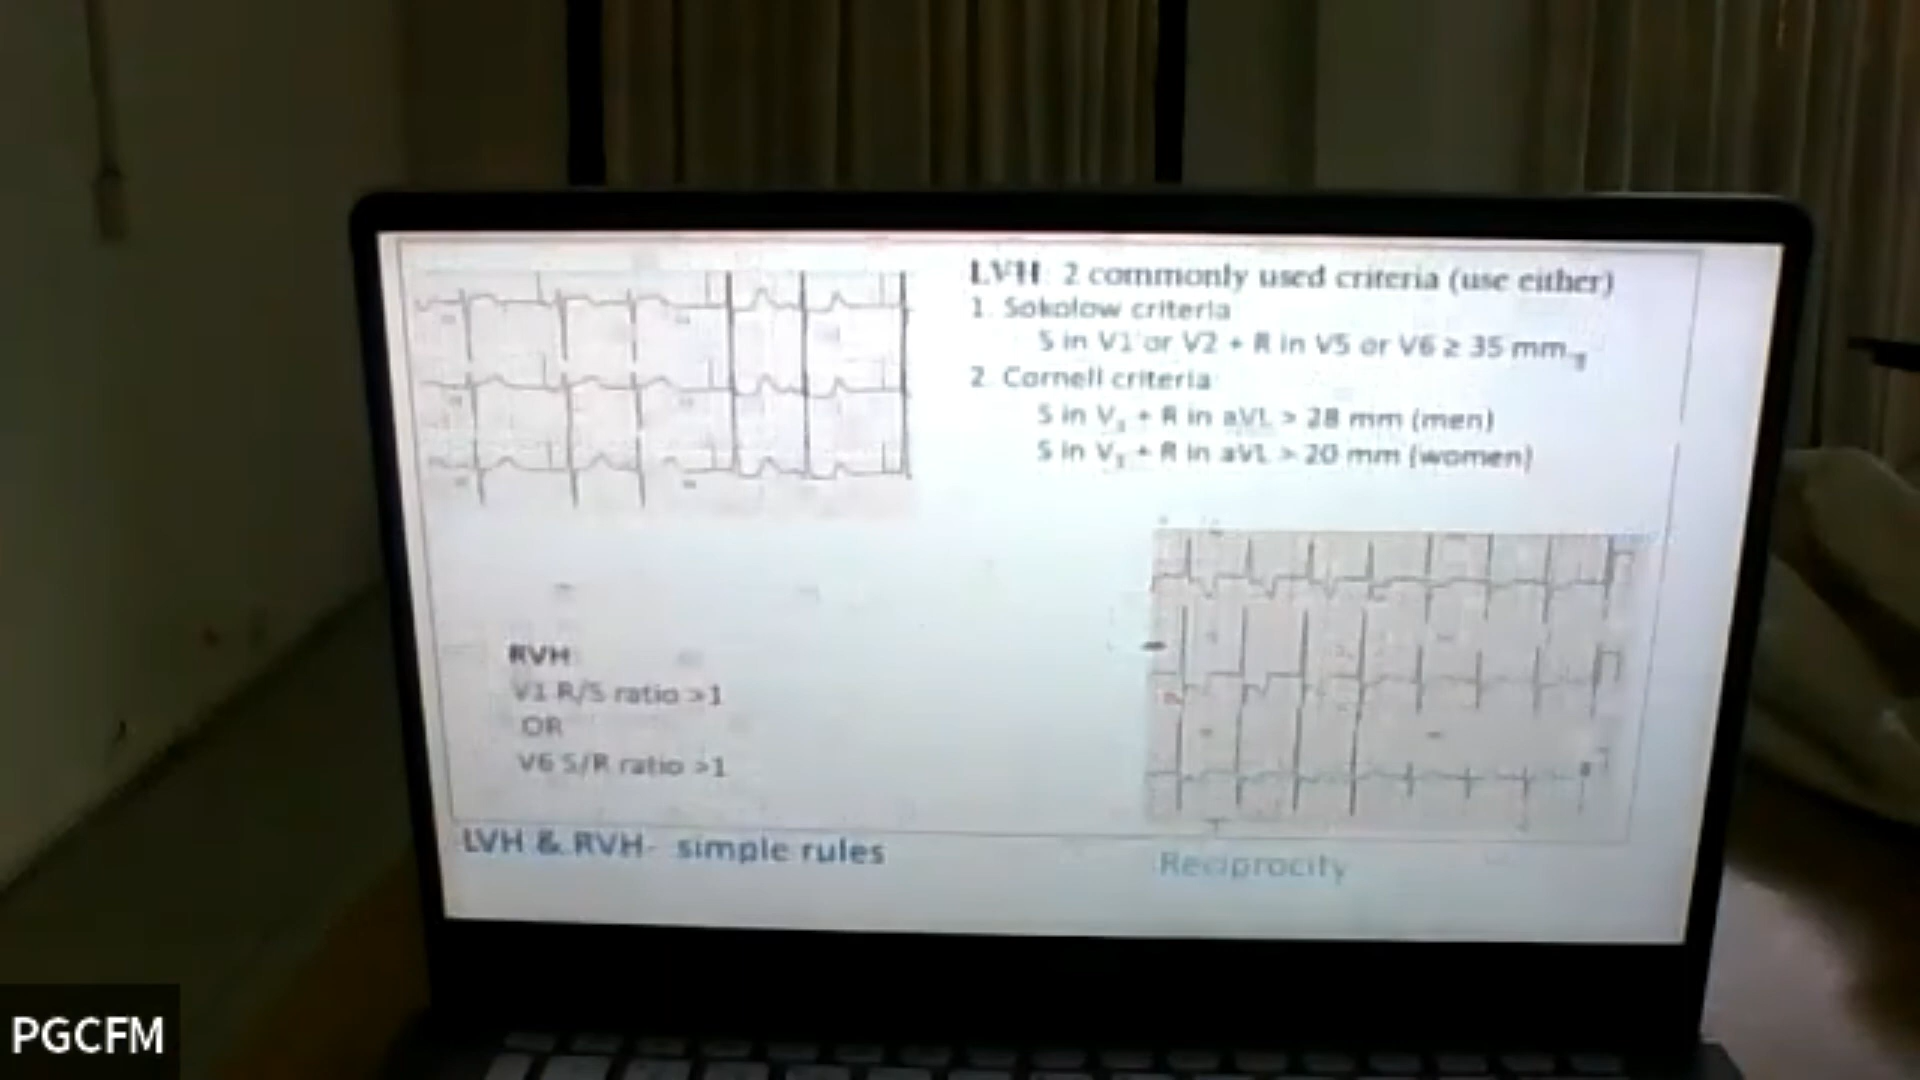 LVH: 2 commonly used criteria (use either)
1. Sokolow criteria
S in V1 or V2 + R in V5 or V6 ≥ 35 mm
2. Cornell criteria
S in V3 + R in aVL > 28 mm (men)
S in V3 + R in aVL > 20 mm (women)
RVH:
V1 R/S ratio >1
OR
V6 S/R ratio >1
LVH & RVH- simple rules
Reciprocity
PGCFM